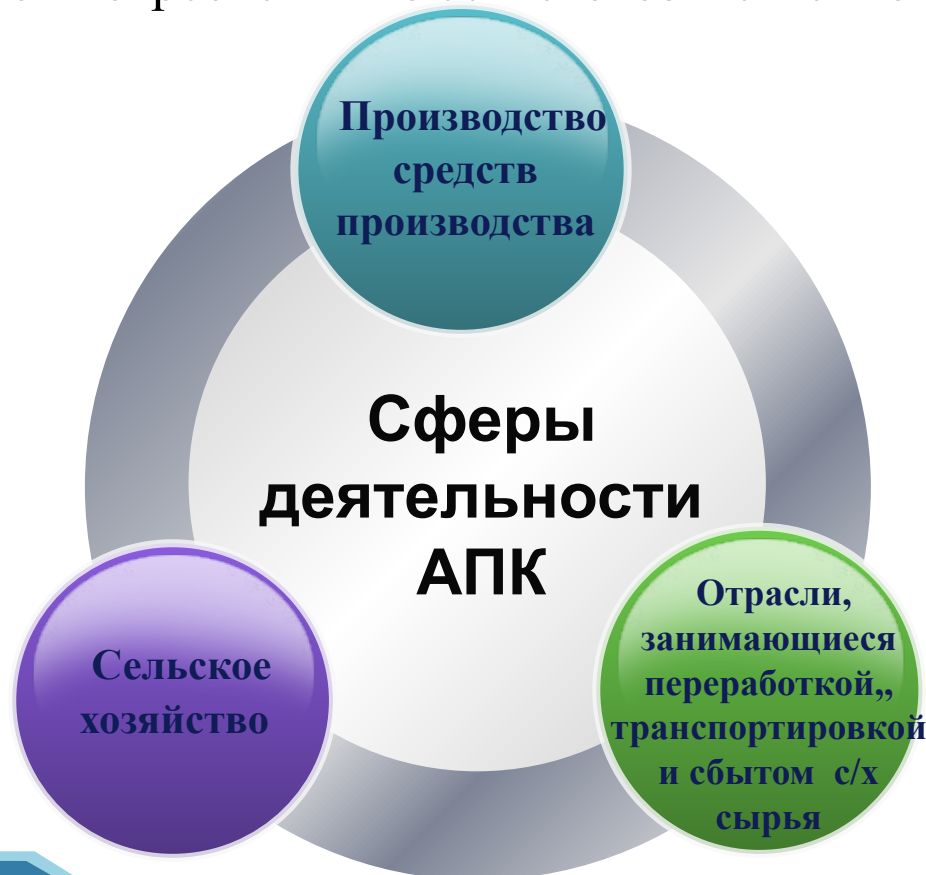 Производство
средств
производства
Сферы
деятельности
АПК
Сельское
хозяйство
Отрасли,
занимающиеся
переработкой,,
транспортировкой
и сбытом с/х
сырья